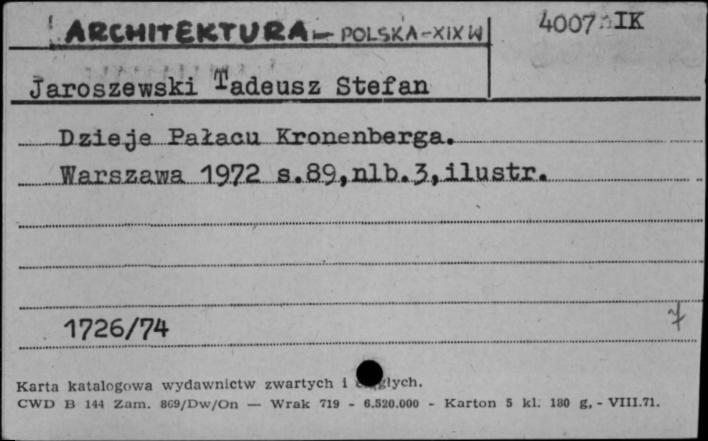 ARCHITEKTURA - POLSKA - XIX W
4007 IK
Jaroszewski Tadeusz Stefan
Dzieje Pałacu Kronenberga.
Warszawa 1972 s.89,nlb.3,ilustr.
1726/74
Karta katalogowa wydawnictw zwartych i
CWD B 144 Zam. 869/Dw/On — Wrak 719 - 6.520.000 - Karton 5 kl. 180 g. - VIII.71.